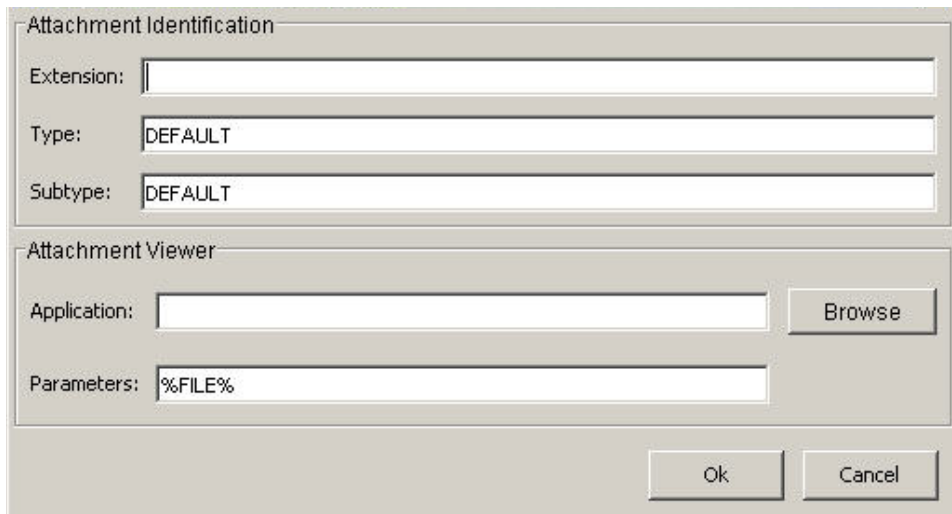 Attachment Identification
Extension:
Type: DEFAULT
Subtype: DEFAULT
Attachment Viewer
Application: Browse
Parameters: %FILE%
Ok Cancel